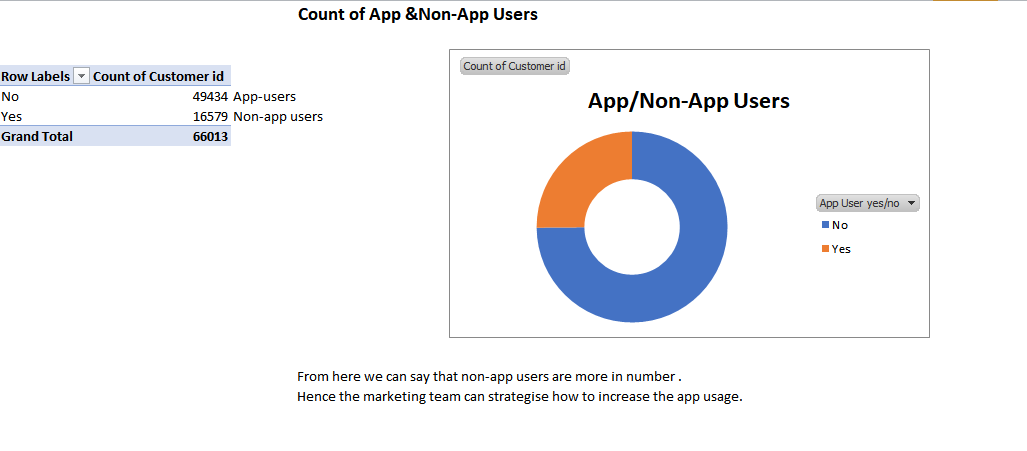 Count of App &Non-App Users
Row Labels Count of Customer id
No 49434 App-users
Yes 16579 Non-app users
Grand Total 66013
Count of Customer id
App/Non-App Users
App User yes/no
No
Yes
From here we can say that non-app users are more in number .
Hence the marketing team can strategise how to increase the app usage.